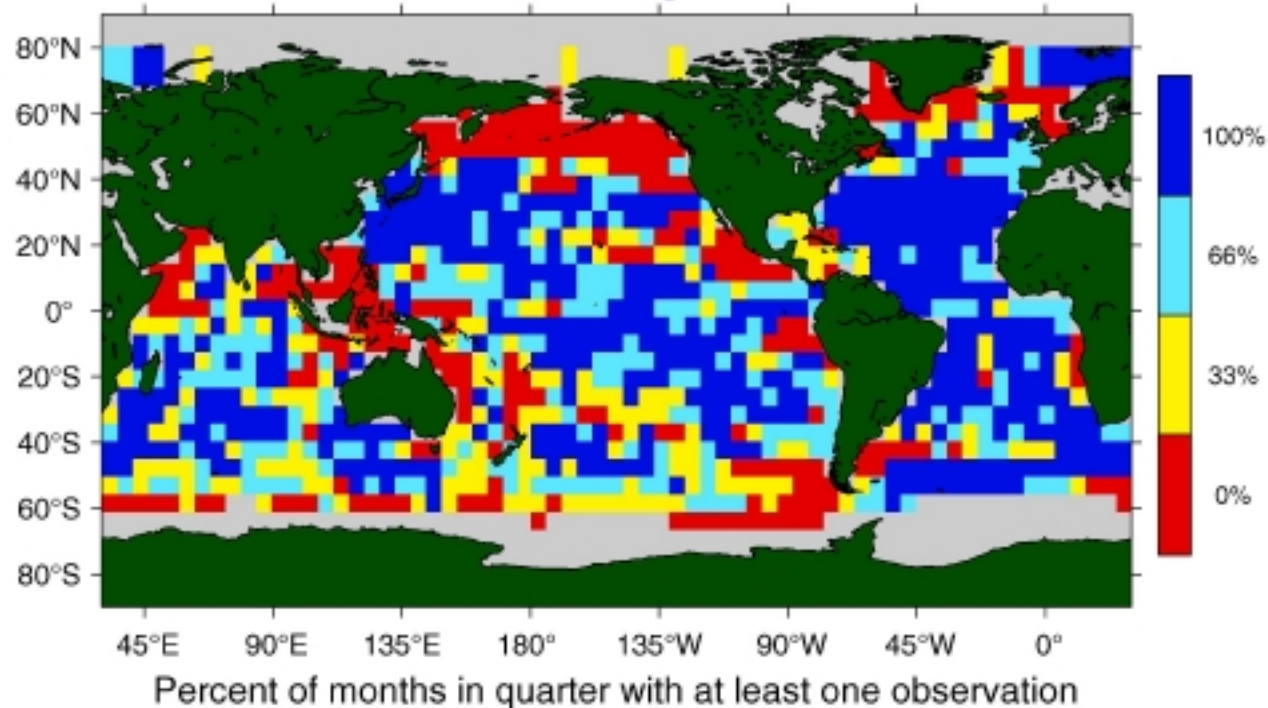 80°N
60°N
40°N
20°N
0°
20°S
40°S
60°S
80°S
45°E 90°E 135°E 180° 135°W 90°W 45°W 0°
100%
66%
33%
0%
Percent of months in quarter with at least one observation